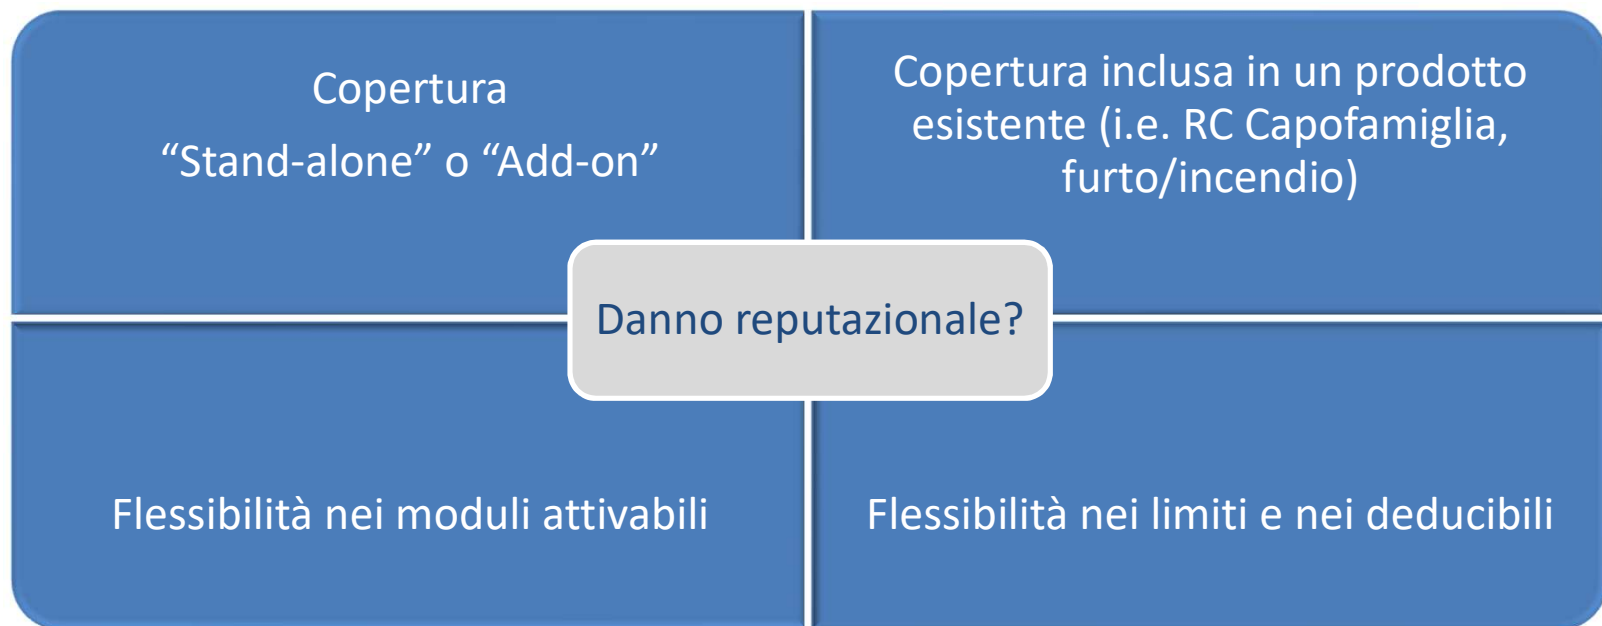 Copertura
“Stand-alone” o “Add-on”
Copertura inclusa in un prodotto
esistente (i.e. RC Capofamiglia,
furto/incendio)
Danno reputazionale?
Flessibilità nei moduli attivabili
Flessibilità nei limiti e nei deducibili